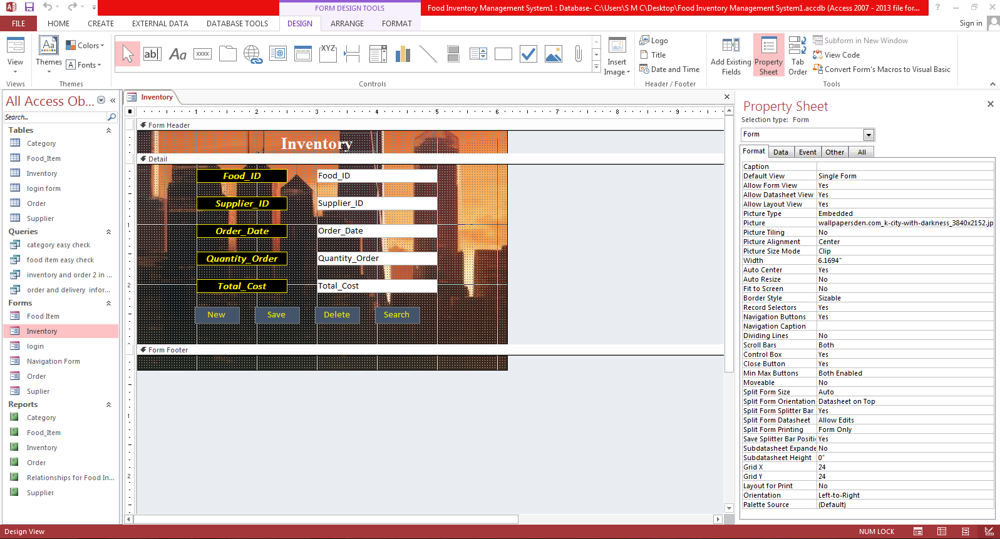 FORM DESIGN TOOLS
Food Inventory Management System1 : Database- C:\Users\S M C\Desktop\Food Inventory Management System1.accdb (Access 2007 - 2013 file for...
?
FILE
HOME
CREATE
EXTERNAL DATA
DATABASE TOOLS
DESIGN
ARRANGE
FORMAT
Sign in
View
Views
Aa
Themes
Colors
A Fonts
Themes
ab|
Aa
xxxx
XYZ
Controls
Insert
Image
Logo
Title
Date and Time
Header / Footer
Add Existing
Fields
Property
Sheet
Tab
Order
Subform in New Window
View Code
Convert Form's Macros to Visual Basic
Tools
All Access Ob...
Search...
Tables
Category
Food_Item
Inventory
login form
Order
Supplier
Queries
category easy check
food item easy check
inventory and order 2 in ...
order and delivery infor...
Forms
Food Item
Inventory
login
Navigation Form
Order
Suplier
Reports
Category
Food_Item
Inventory
Order
Relationships for Food In...
Supplier
Inventory
1 2 3 4 5 6 7 8 9
Form Header
Inventory
Detail
Food_ID Food_ID
Supplier_ID Supplier_ID
1
Order_Date Order_Date
Quantity_Order Quantity_Order
2
Total_Cost Total_Cost
New Save Delete Search
Form Footer
1
2
Property Sheet
Selection type: Form
Form
Format Data Event Other All
Caption
Default View Single Form
Allow Form View Yes
Allow Datasheet View Yes
Allow Layout View Yes
Picture Type Embedded
Picture wallpapersden.com_k-city-with-darkness_3840x2152.jp
Picture Tiling No
Picture Alignment Center
Picture Size Mode Clip
Width 6.1694"
Auto Center Yes
Auto Resize No
Fit to Screen No
Border Style Sizable
Record Selectors Yes
Navigation Buttons Yes
Navigation Caption
Dividing Lines No
Scroll Bars Both
Control Box Yes
Close Button Yes
Min Max Buttons Both Enabled
Moveable No
Split Form Size Auto
Split Form Orientation Datasheet on Top
Split Form Splitter Bar Yes
Split Form Datasheet Allow Edits
Split Form Printing Form Only
Save Splitter Bar Positi Yes
Subdatasheet Expande No
Subdatasheet Height 0"
Grid X 24
Grid Y 24
Layout for Print No
Orientation Left-to-Right
Palette Source (Default)
Design View
NUM LOCK